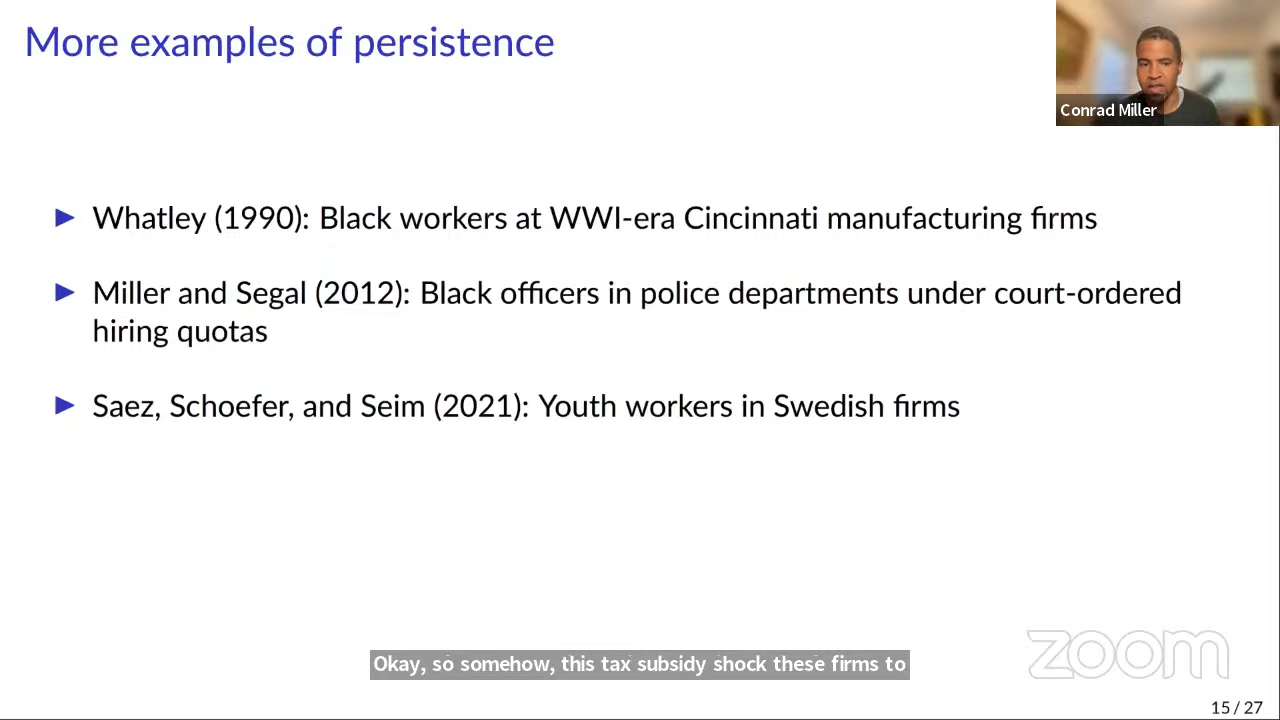 More examples of persistence
Conrad Miller
▶ Whatley (1990): Black workers at WWI-era Cincinnati manufacturing firms
▶ Miller and Segal (2012): Black officers in police departments under court-ordered
hiring quotas
▶ Saez, Schoefer, and Seim (2021): Youth workers in Swedish firms
Okay, so somehow, this tax subsidy shock these firms to
zoom
15 / 27